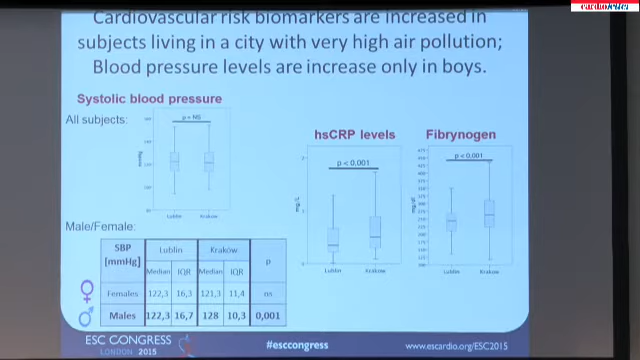 cardioletter
Cardiovascular risk biomarkers are increased in
subjects living in a city with very high air pollution;
Blood pressure levels are increase only in boys.
Systolic blood pressure
All subjects:
p = NS
mmHg
Lublin Krakow
hsCRP levels
p < 0.001
mg/L
Lublin Krakow
Fibrynogen
p <0.001
mg/dl
Lublin Krakow
Male/Female:
SBP [mmHg] Lublin Kraków p
Median IQR Median IQR
Females 122,3 16,3 121,3 11,4 ns
Males 122,3 16,7 128 10,3 0,001
ESC CONGRESS
LONDON 2015
#esccongress
www.escardio.org/ESC2015